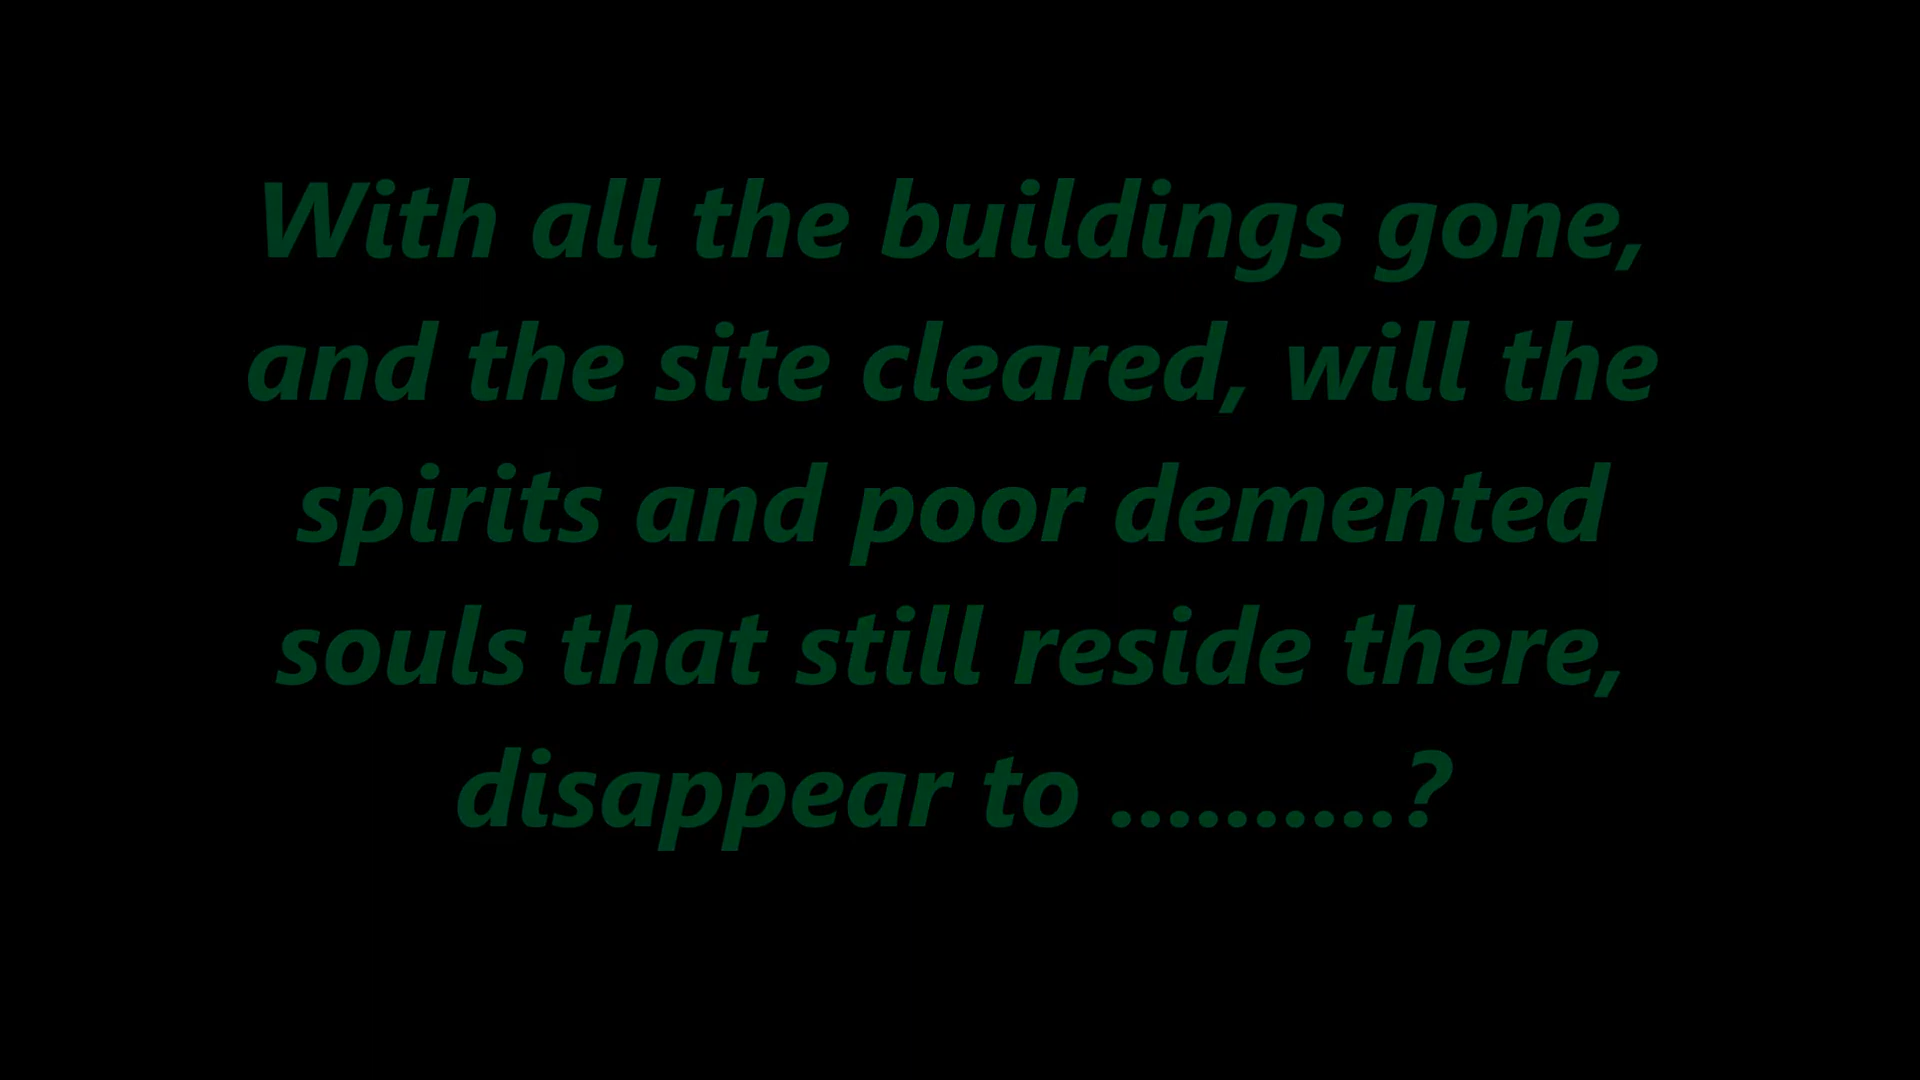 With all the buildings gone,
and the site cleared, will the
spirits and poor demented
souls that still reside there,
disappear to ..........?